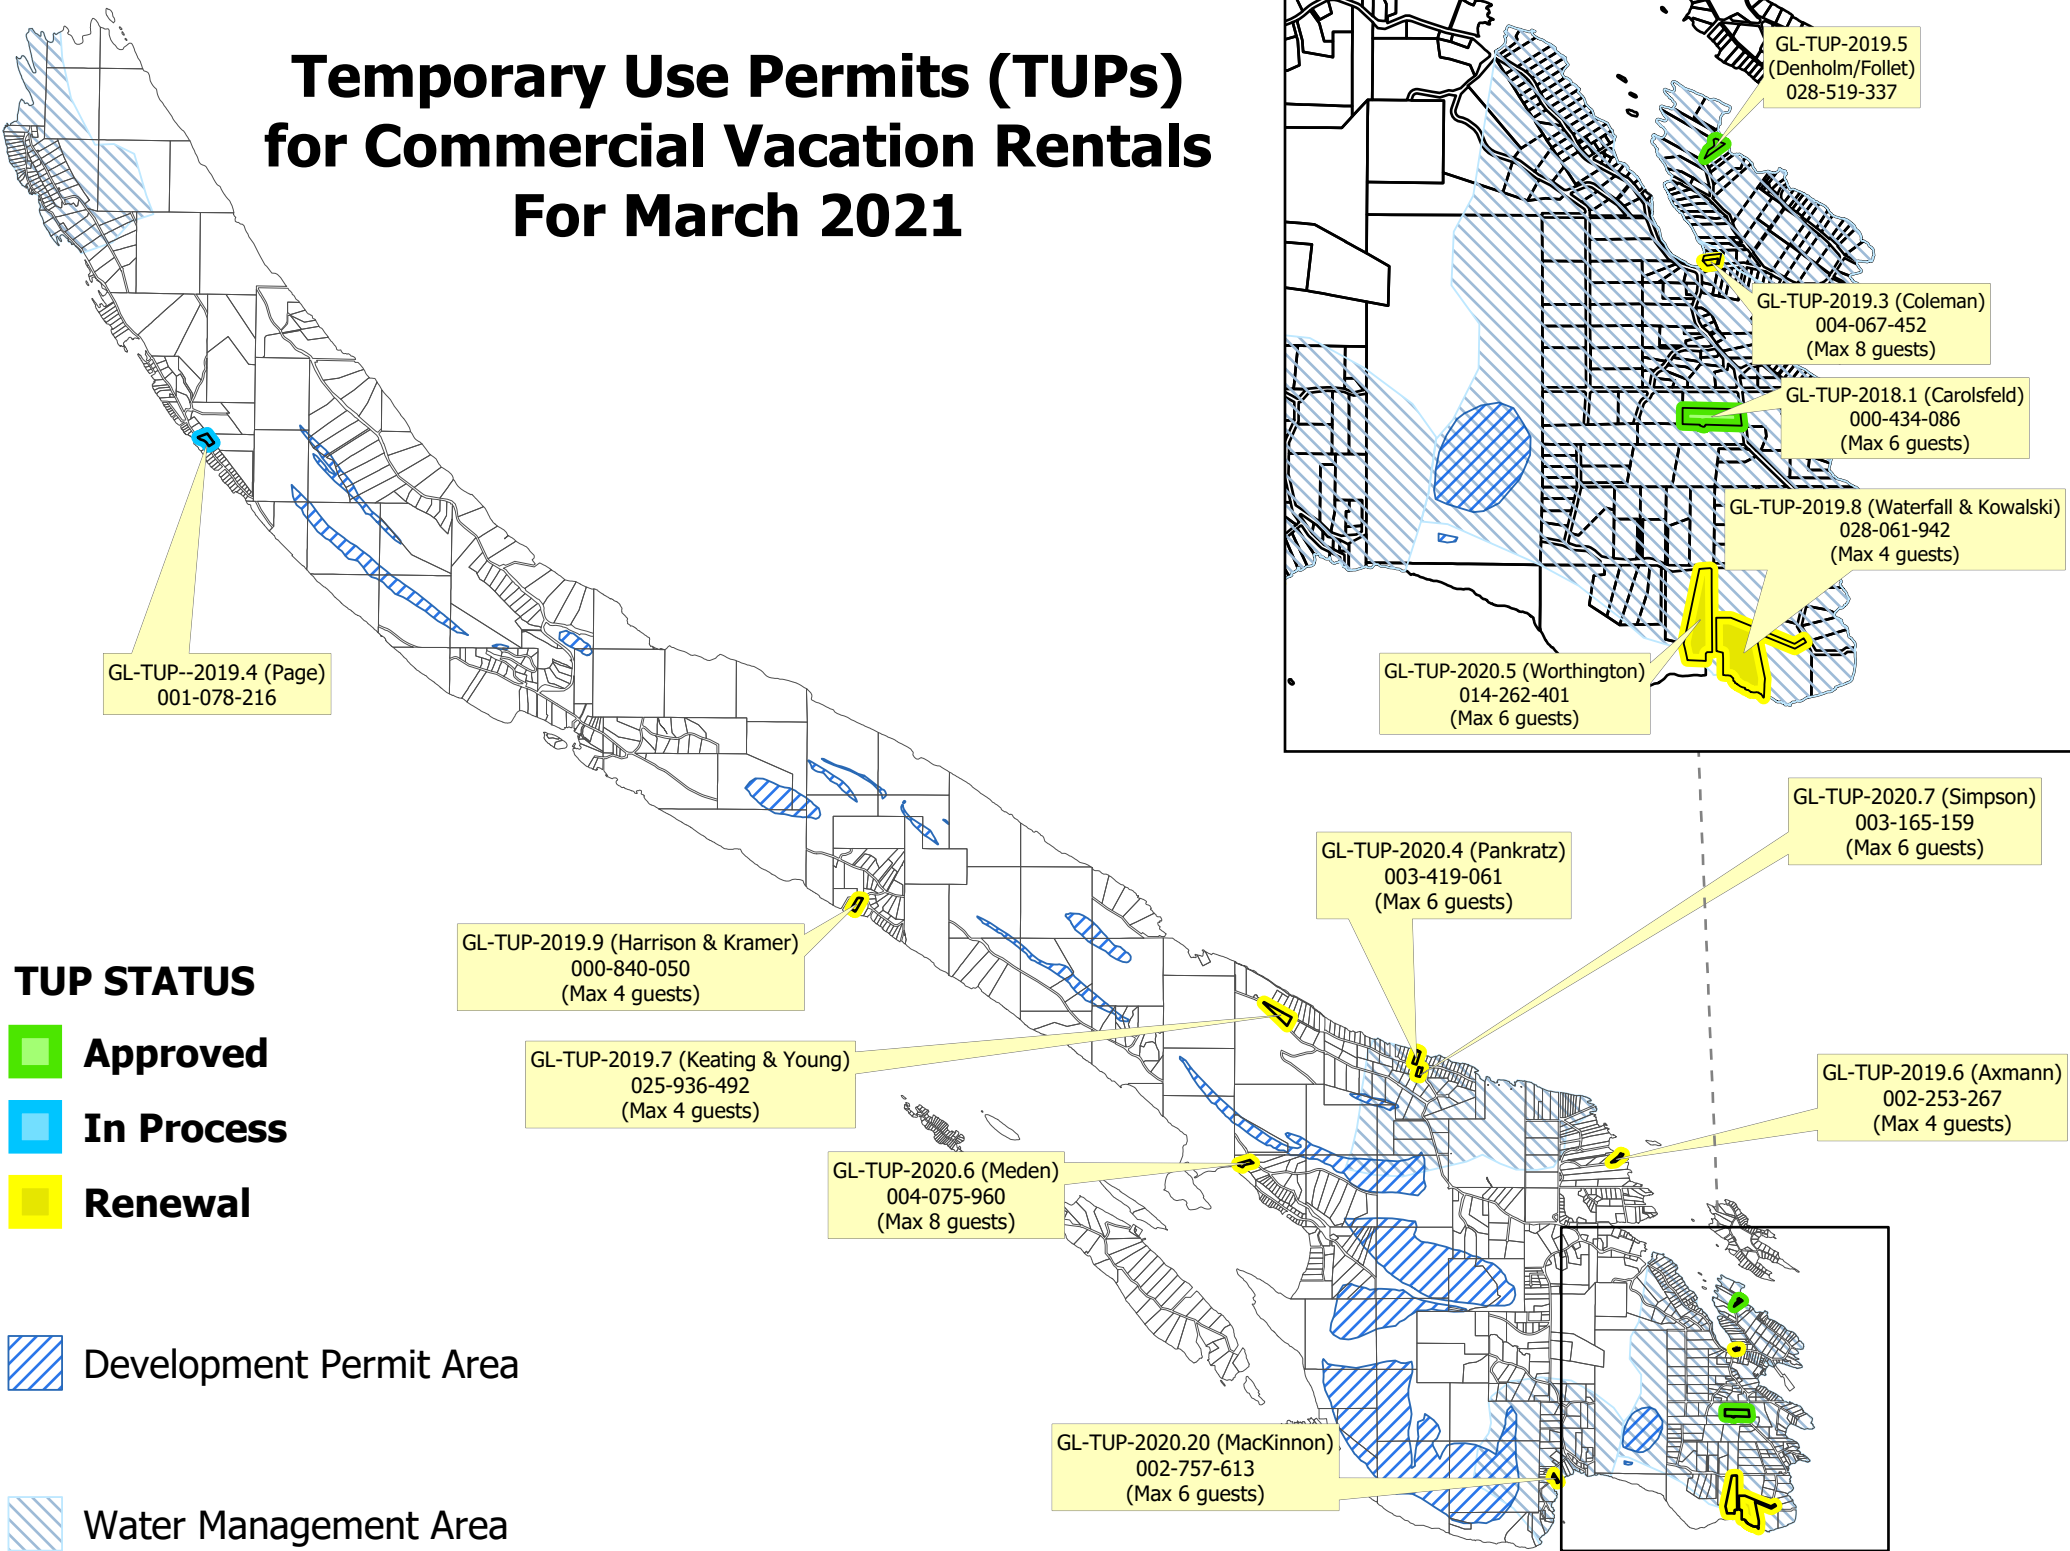 Temporary Use Permits (TUPs)
for Commercial Vacation Rentals
For March 2021
GL-TUP-2019.5
(Denholm/Follet)
028-519-337
GL-TUP-2019.3 (Coleman)
004-067-452
(Max 8 guests)
GL-TUP-2018.1 (Carolsfeld)
000-434-086
(Max 6 guests)
GL-TUP-2019.8 (Waterfall & Kowalski)
028-061-942
(Max 4 guests)
GL-TUP-2020.5 (Worthington)
014-262-401
(Max 6 guests)
GL-TUP--2019.4 (Page)
001-078-216
GL-TUP-2020.7 (Simpson)
003-165-159
(Max 6 guests)
GL-TUP-2020.4 (Pankratz)
003-419-061
(Max 6 guests)
GL-TUP-2019.9 (Harrison & Kramer)
000-840-050
(Max 4 guests)
GL-TUP-2019.7 (Keating & Young)
025-936-492
(Max 4 guests)
GL-TUP-2019.6 (Axmann)
002-253-267
(Max 4 guests)
GL-TUP-2020.6 (Meden)
004-075-960
(Max 8 guests)
GL-TUP-2020.20 (MacKinnon)
002-757-613
(Max 6 guests)
TUP STATUS
Approved
In Process
Renewal
Development Permit Area
Water Management Area